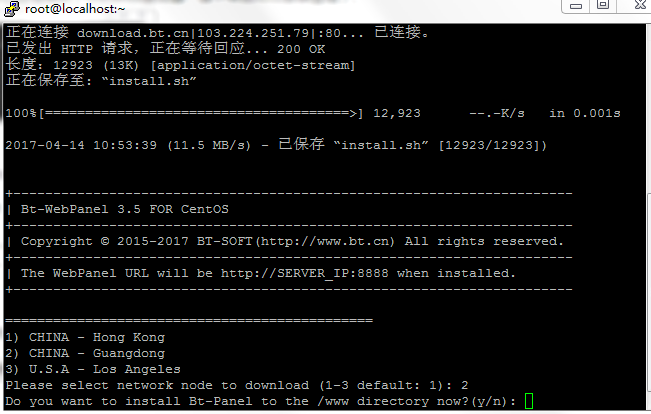 root@localhost:~
正在连接 download.bt.cn|103.224.251.79|:80... 已连接。
已发出 HTTP 请求，正在等待回应... 200 OK
长度：12923 (13K) [application/octet-stream]
正在保存至: “install.sh”
100%[======================================>] 12,923      --.-K/s   in 0.001s
2017-04-14 10:53:39 (11.5 MB/s) - 已保存 “install.sh” [12923/12923])
+----------------------------------------------------------------------
| Bt-WebPanel 3.5 FOR CentOS
+----------------------------------------------------------------------
| Copyright © 2015-2017 BT-SOFT(http://www.bt.cn) All rights reserved.
+----------------------------------------------------------------------
| The WebPanel URL will be http://SERVER_IP:8888 when installed.
+----------------------------------------------------------------------
==============================================
1) CHINA - Hong Kong
2) CHINA - Guangdong
3) U.S.A - Los Angeles
Please select network node to download (1-3 default: 1): 2
Do you want to install Bt-Panel to the /www directory now?(y/n):